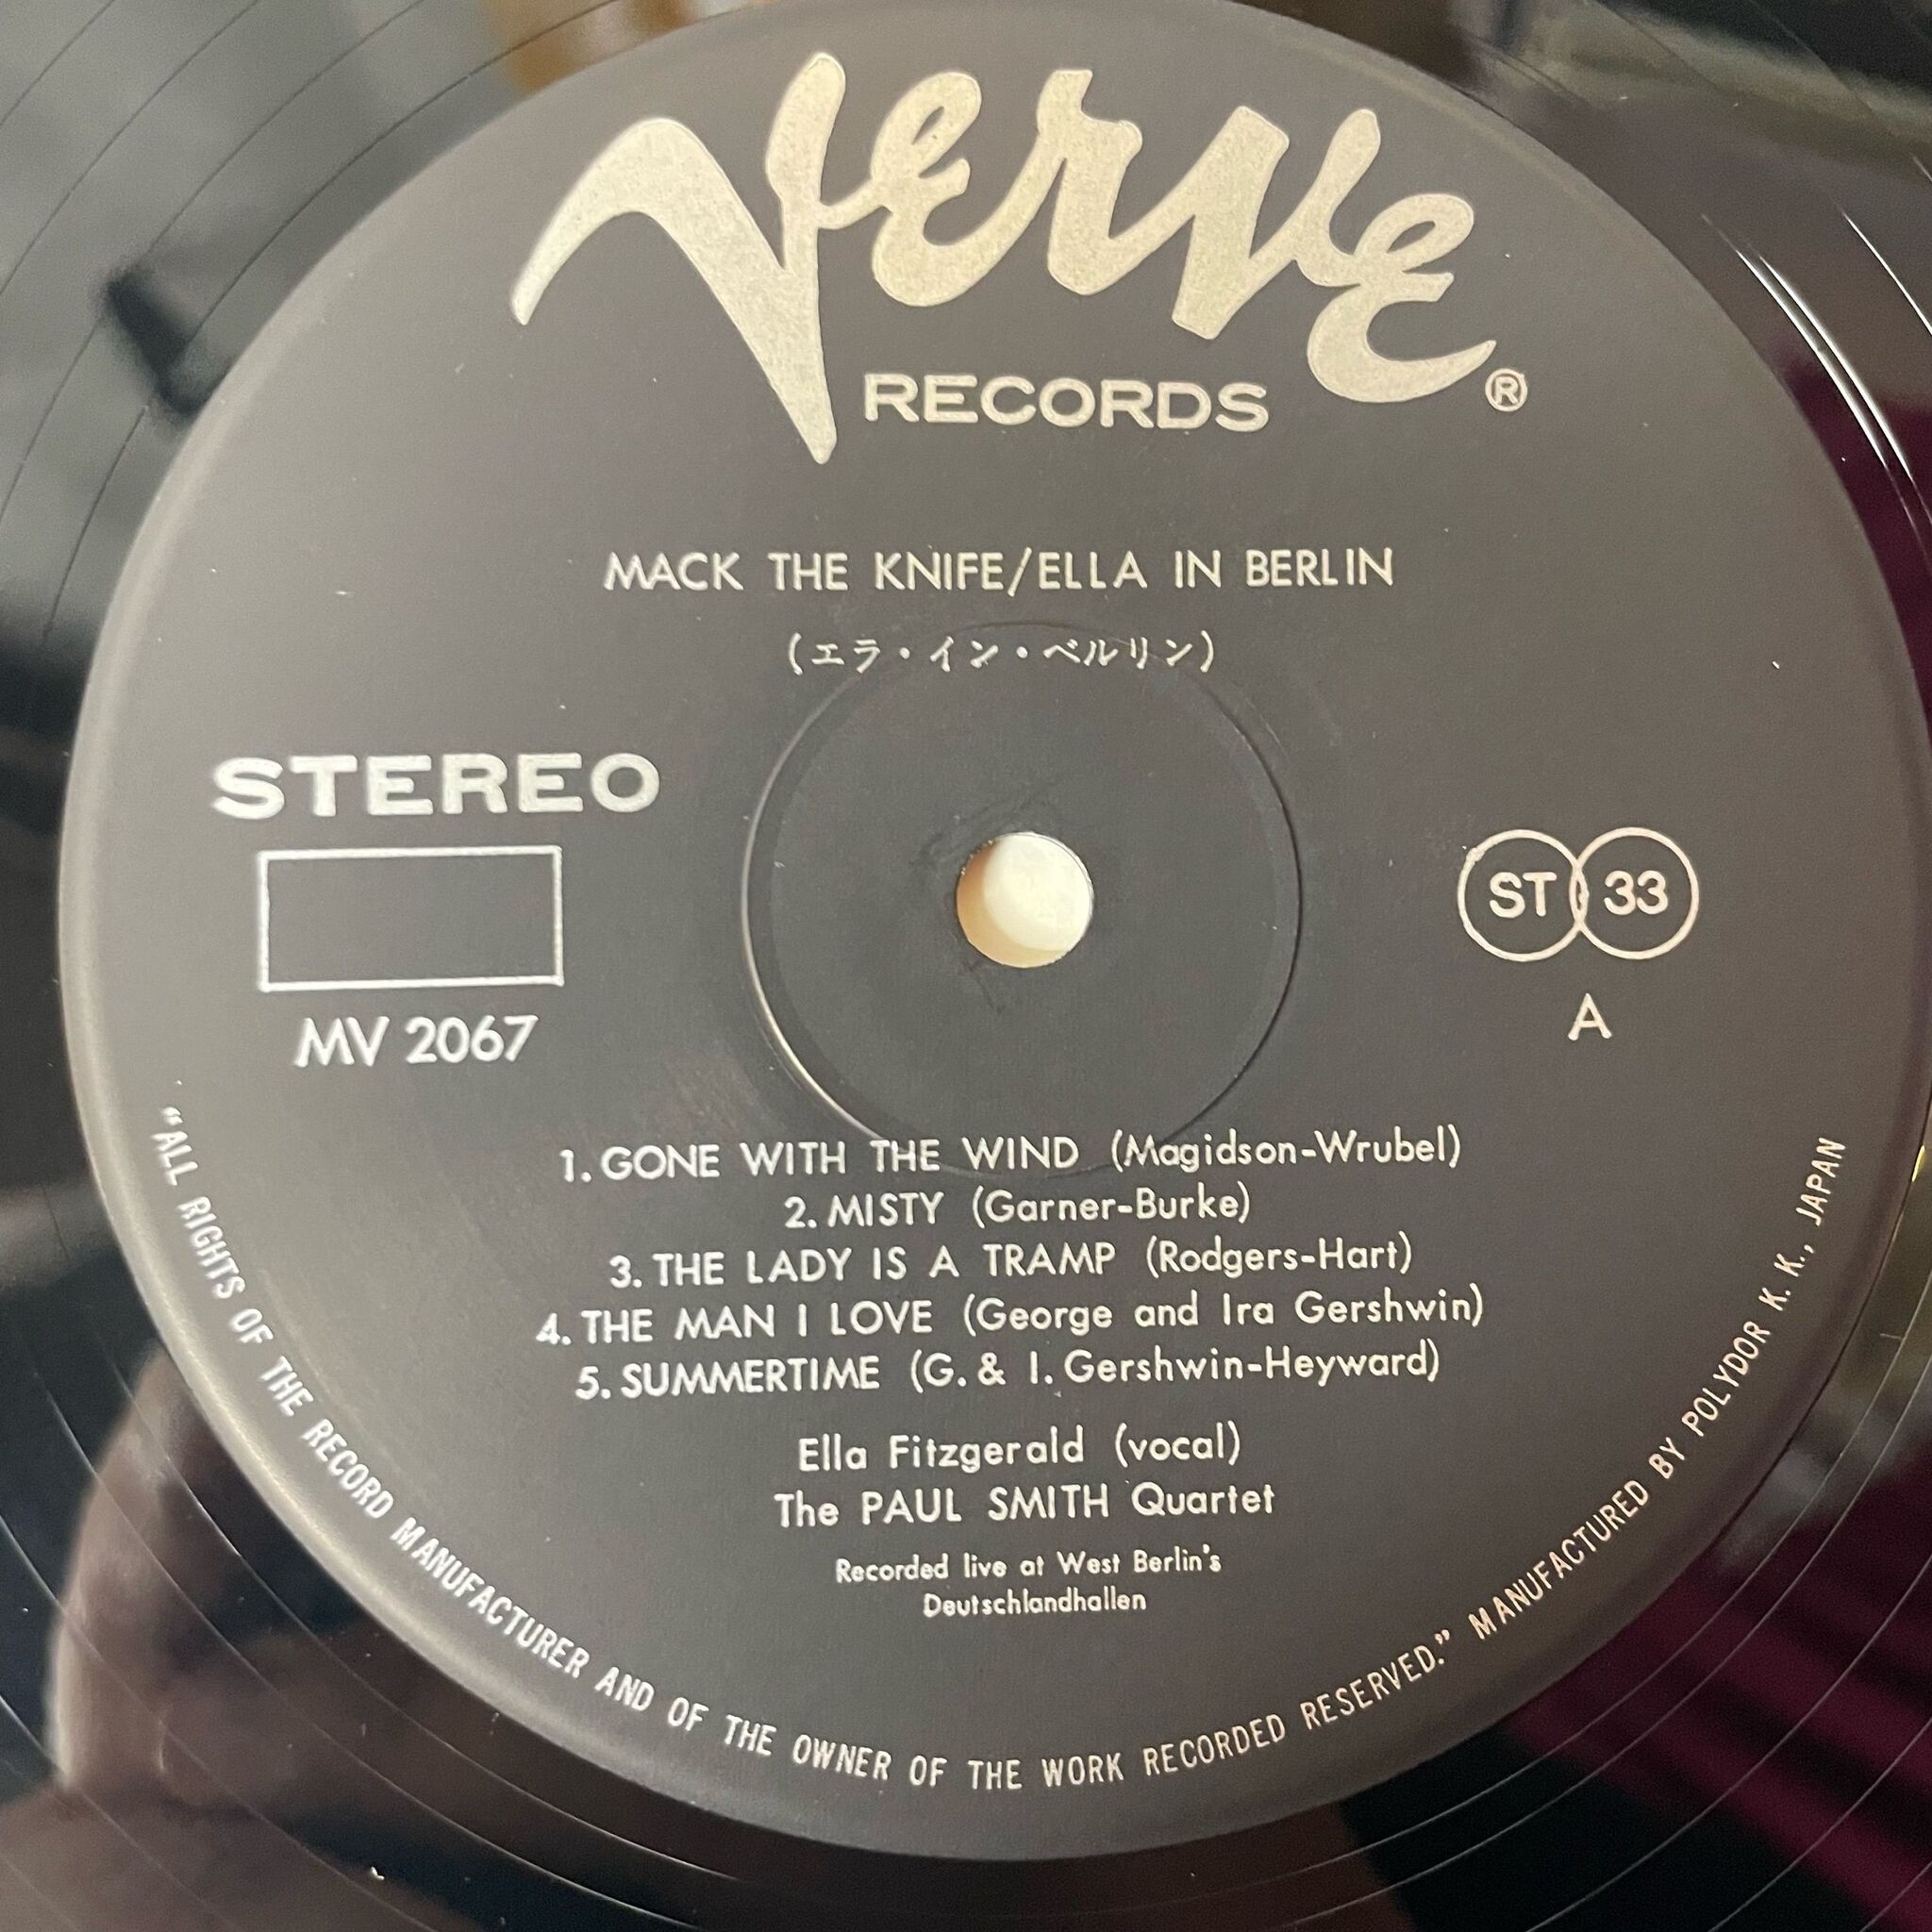 Verve
RECORDS ®
MACK THE KNIFE/ELLA IN BERLIN
(エラ・イン・ベルリン)
STEREO
MV 2067
ST 33
A
1. GONE WITH THE WIND (Magidson-Wrubel)
2. MISTY (Garner-Burke)
3. THE LADY IS A TRAMP (Rodgers-Hart)
4. THE MAN I LOVE (George and Ira Gershwin)
5. SUMMERTIME (G. & I. Gershwin-Heyward)
Ella Fitzgerald (vocal)
The PAUL SMITH Quartet
Recorded live at West Berlin's
Deutschlandhallen
"ALL RIGHTS OF THE RECORD MANUFACTURER AND OF THE OWNER OF THE WORK RECORDED RESERVED." MANUFACTURED BY POLYDOR K. K., JAPAN